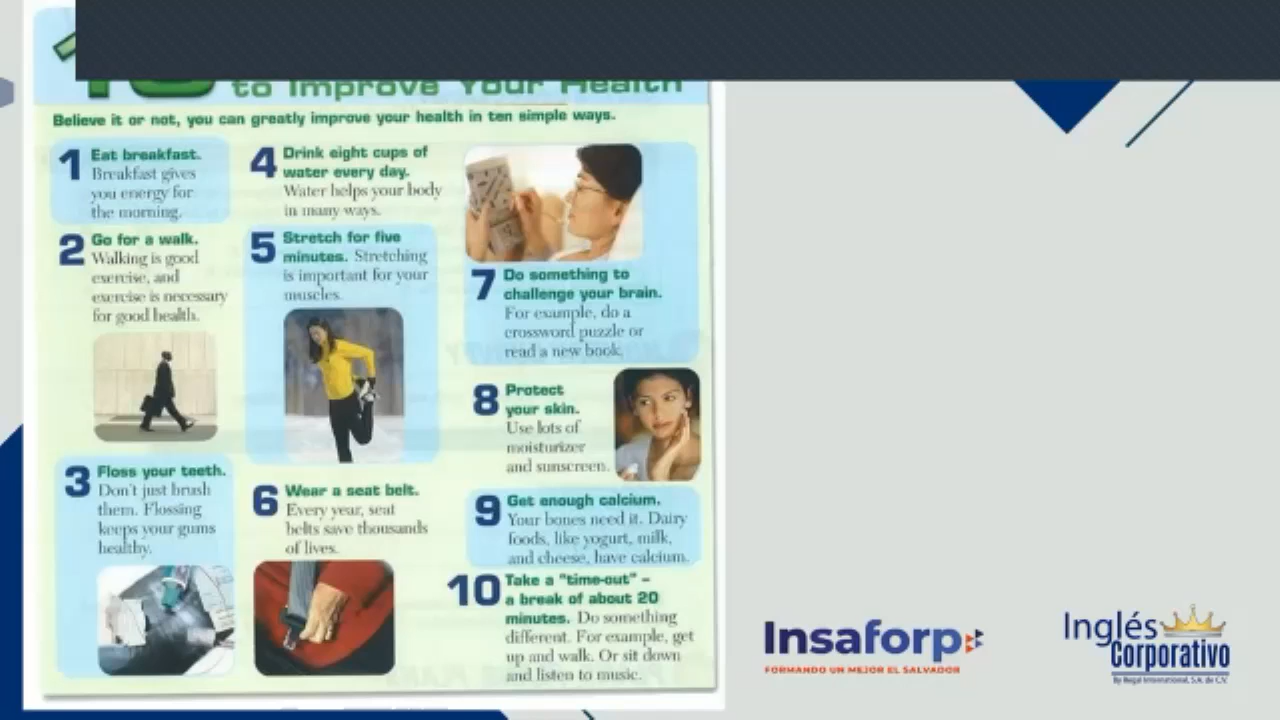 to Improve Your Health
Believe it or not, you can greatly improve your health in ten simple ways.
1 Eat breakfast.
Breakfast gives
you energy for
the morning.
2 Go for a walk.
Walking is good
exercise, and
exercise is necessary
for good health.
3 Floss your teeth.
Don't just brush
them. Flossing
keeps your gums
healthy.
4 Drink eight cups of
water every day.
Water helps your body
in many ways.
5 Stretch for five
minutes. Stretching
is important for your
muscles.
6 Wear a seat belt.
Every year, seat
belts save thousands
of lives.
7 Do something to
challenge your brain.
For example, do a
crossword puzzle or
read a new book.
8 Protect
your skin.
Use lots of
moisturizer
and sunscreen.
9 Get enough calcium.
Your bones need it. Dairy
foods, like yogurt, milk,
and cheese, have calcium.
10 Take a "time-out" –
a break of about 20
minutes. Do something
different. For example, get
up and walk. Or sit down
and listen to music.
Insaforp
FORMANDO UN MEJOR EL SALVADOR
Inglés
Corporativo
By Regal International, S.A. de C.V.